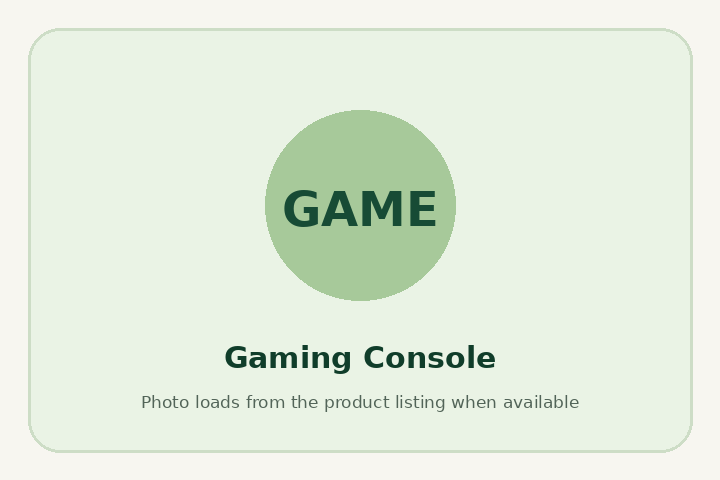 GAME
Gaming Console
Photo loads from the product listing when available